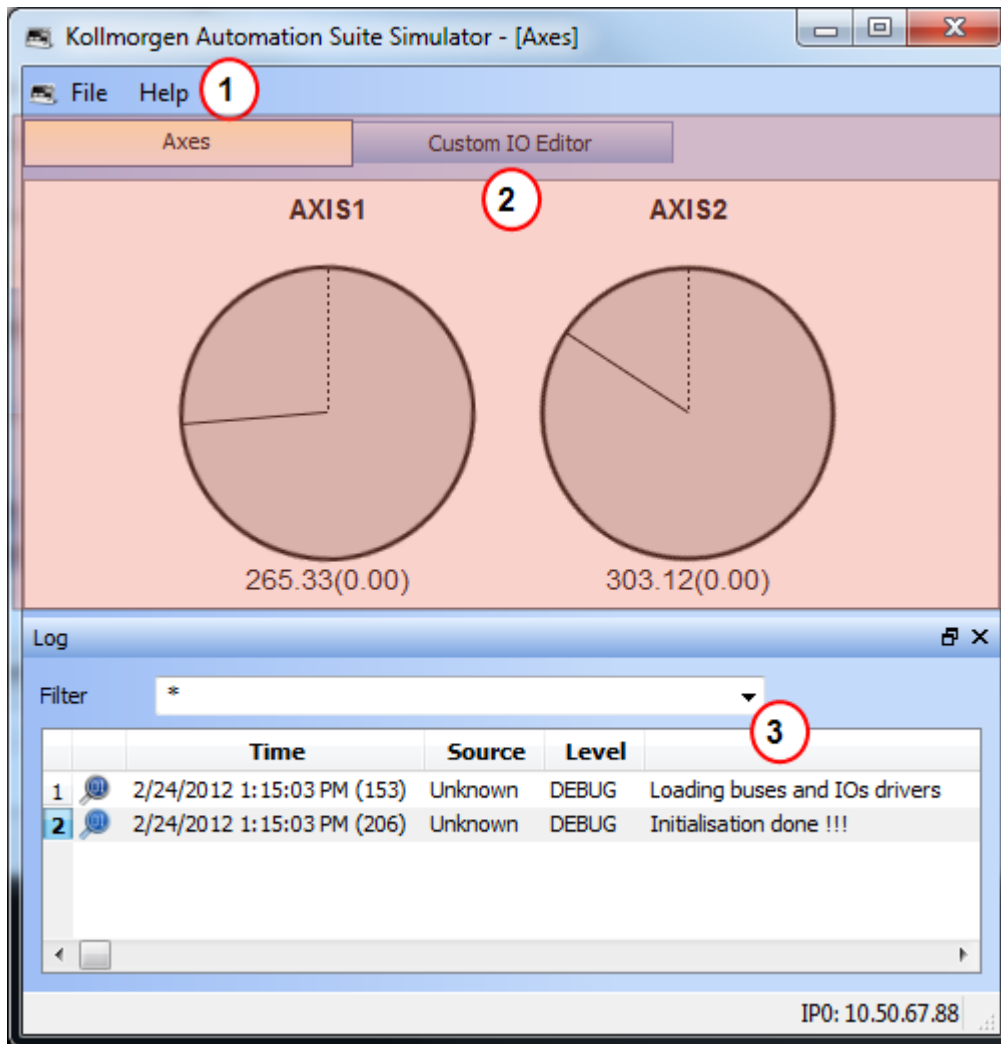 Kollmorgen Automation Suite Simulator - [Axes]
File Help 1
Axes Custom IO Editor
2
AXIS1 AXIS2
265.33(0.00) 303.12(0.00)
Log
Filter *
3
Time Source Level
1 2/24/2012 1:15:03 PM (153) Unknown DEBUG Loading buses and IOs drivers
2 2/24/2012 1:15:03 PM (206) Unknown DEBUG Initialisation done !!!
IP0: 10.50.67.88